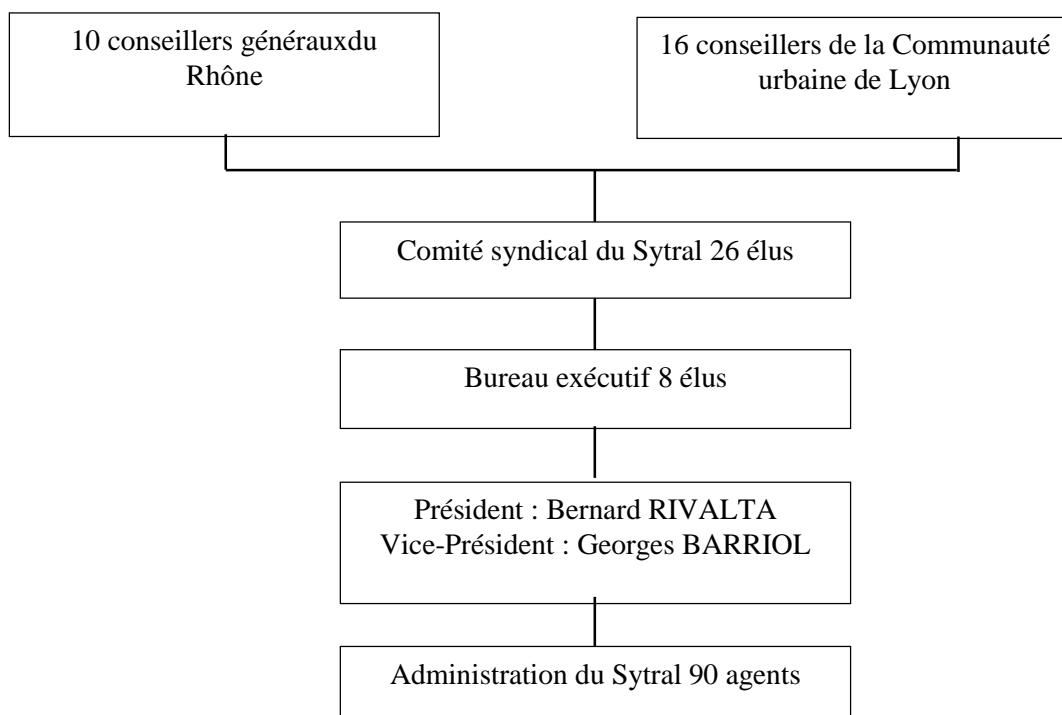 10 conseillers générauxdu
Rhône
16 conseillers de la Communauté
urbaine de Lyon
Comité syndical du Sytral 26 élus
Bureau exécutif 8 élus
Président : Bernard RIVALTA
Vice-Président : Georges BARRIOL
Administration du Sytral 90 agents